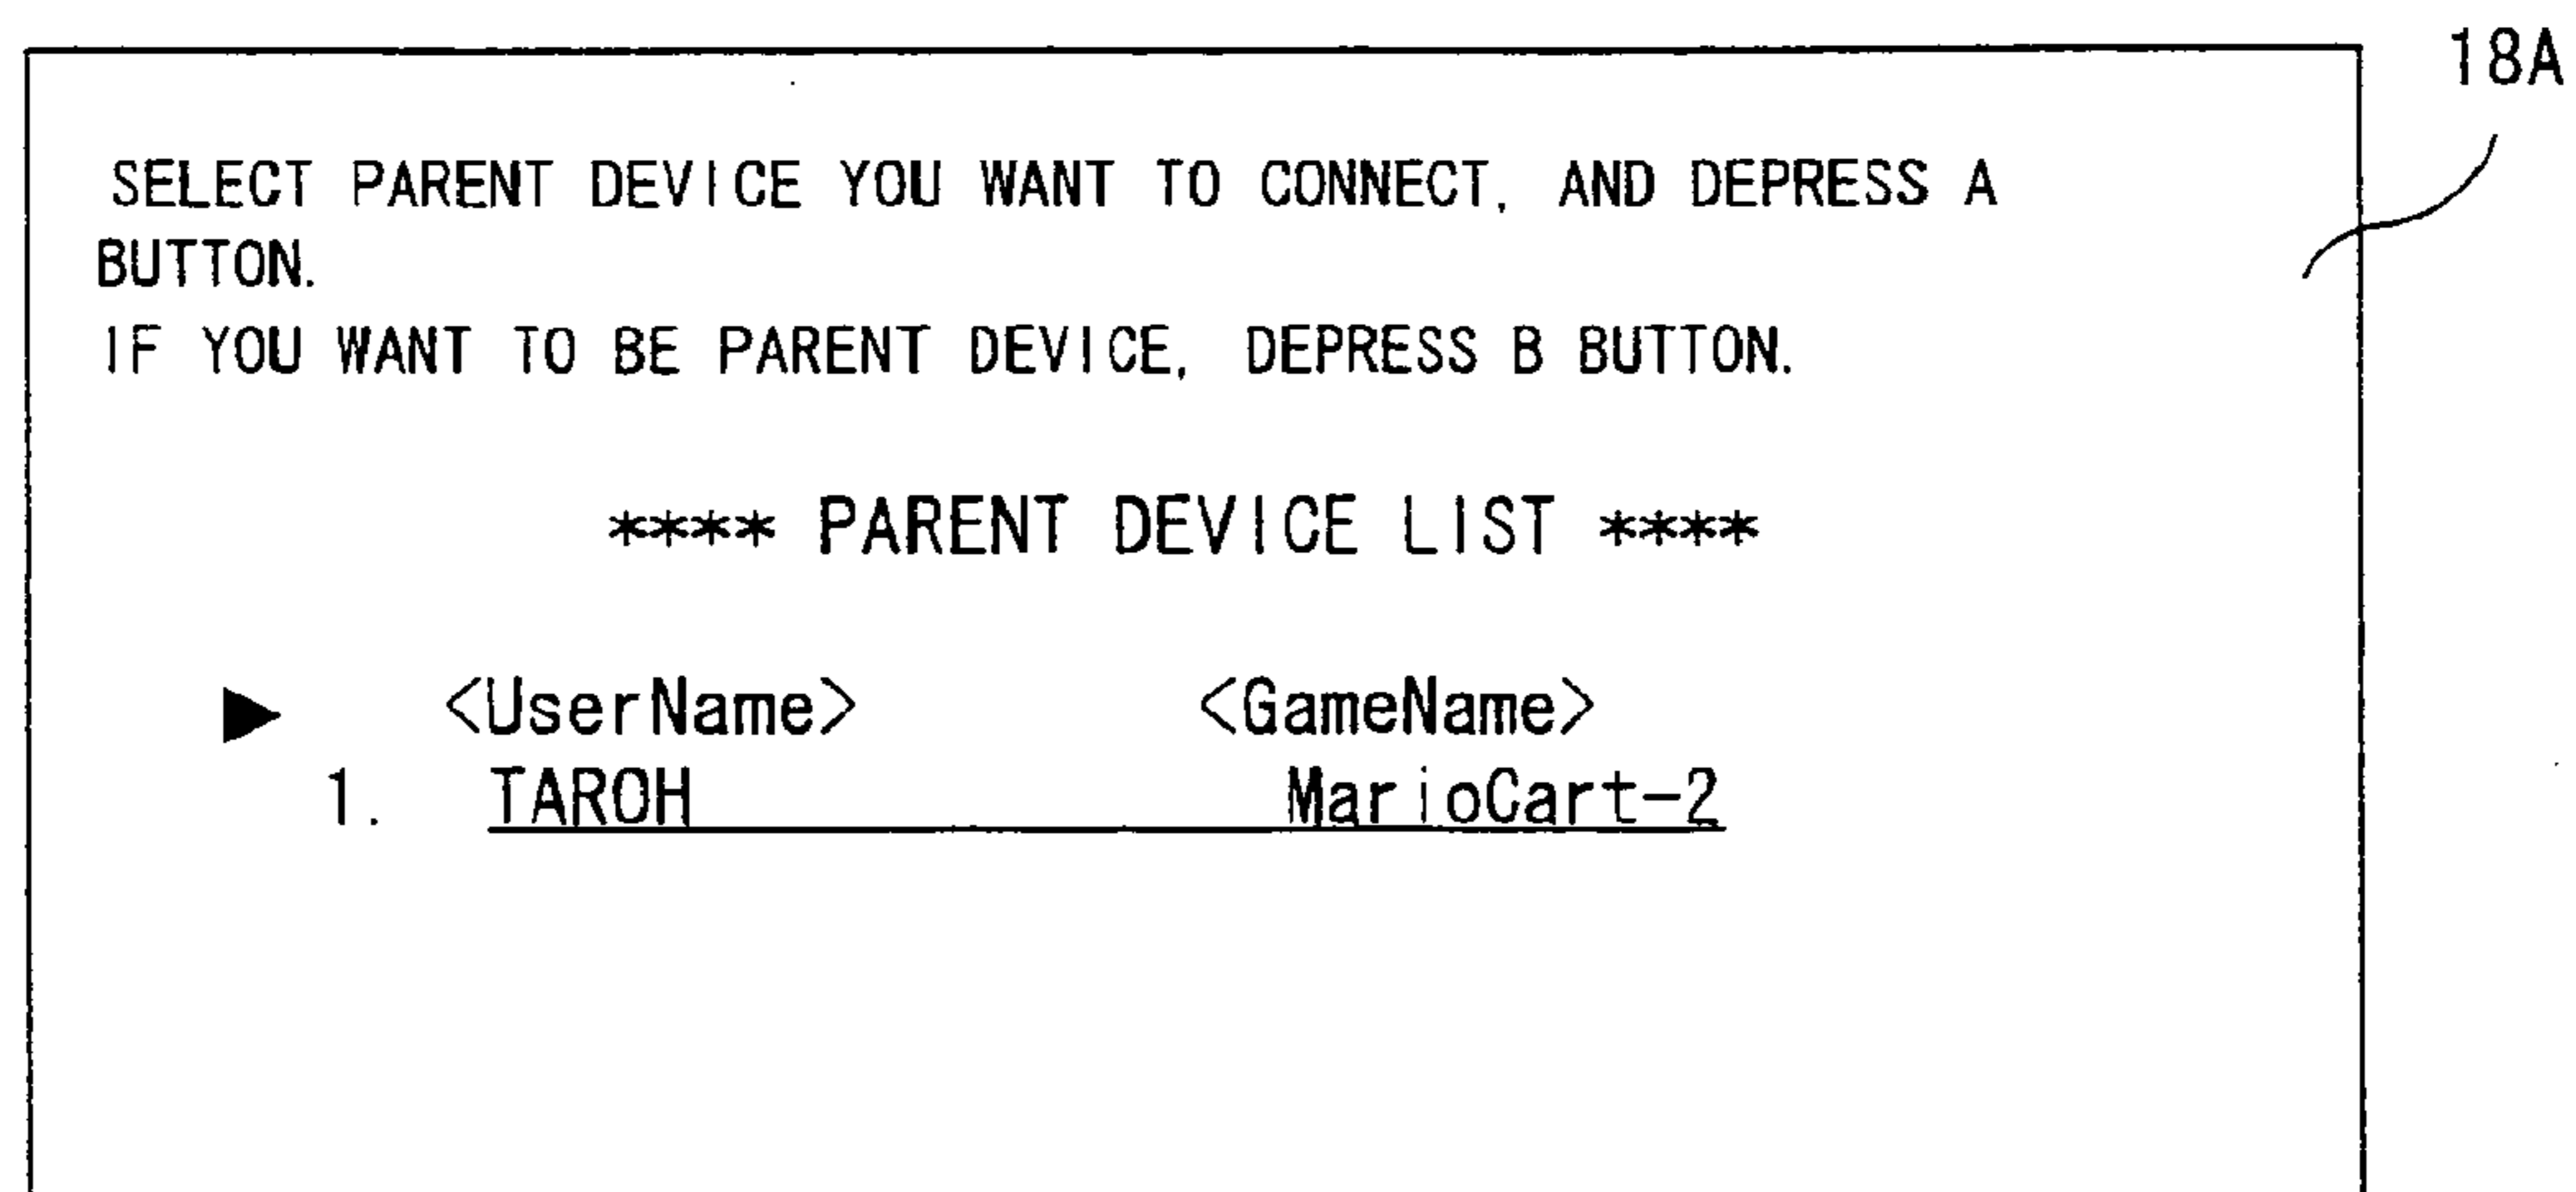 18A
SELECT PARENT DEVICE YOU WANT TO CONNECT, AND DEPRESS A
BUTTON.
IF YOU WANT TO BE PARENT DEVICE, DEPRESS B BUTTON.
**** PARENT DEVICE LIST ****
▶ <UserName> <GameName>
1. TAROH MarioCart-2